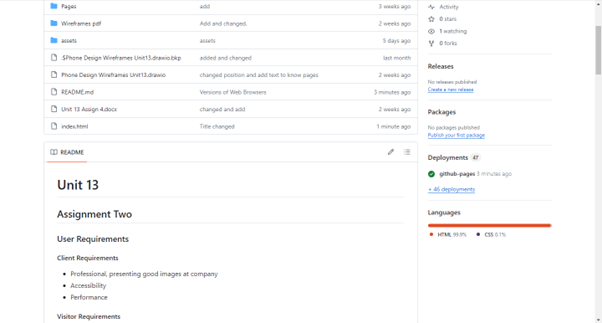 Pages add 3 weeks ago
Wireframes pdf Add and changed. 2 weeks ago
assets assets 5 days ago
.$Phone Design Wireframes Unit13.drawio.bkp added and changed last month
Phone Design Wireframes Unit13.drawio changed position and add text to know pages 2 weeks ago
README.md Versions of Web Browsers 3 minutes ago
Unit 13 Assign 4.docx changed and add 2 weeks ago
index.html Title changed 1 minute ago
README
Unit 13
Assignment Two
User Requirements
Client Requirements
Professional, presenting good images at company
Accessibility
Performance
Visitor Requirements
Activity
0 stars
1 watching
0 forks
Releases
No releases published
Create a new release
Packages
No packages published
Publish your first package
Deployments 47
github-pages 3 minutes ago
+ 46 deployments
Languages
HTML 99.9% CSS 0.1%